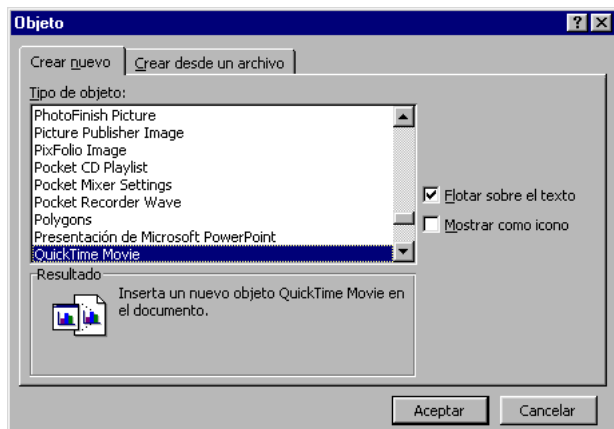 Objeto
Crear nuevo
Crear desde un archivo
Tipo de objeto:
PhotoFinish Picture
Picture Publisher Image
PixFolio Image
Pocket CD Playlist
Pocket Mixer Settings
Pocket Recorder Wave
Polygons
Presentación de Microsoft PowerPoint
QuickTime Movie
Flotar sobre el texto
Mostrar como icono
Resultado
Inserta un nuevo objeto QuickTime Movie en
el documento.
Aceptar
Cancelar